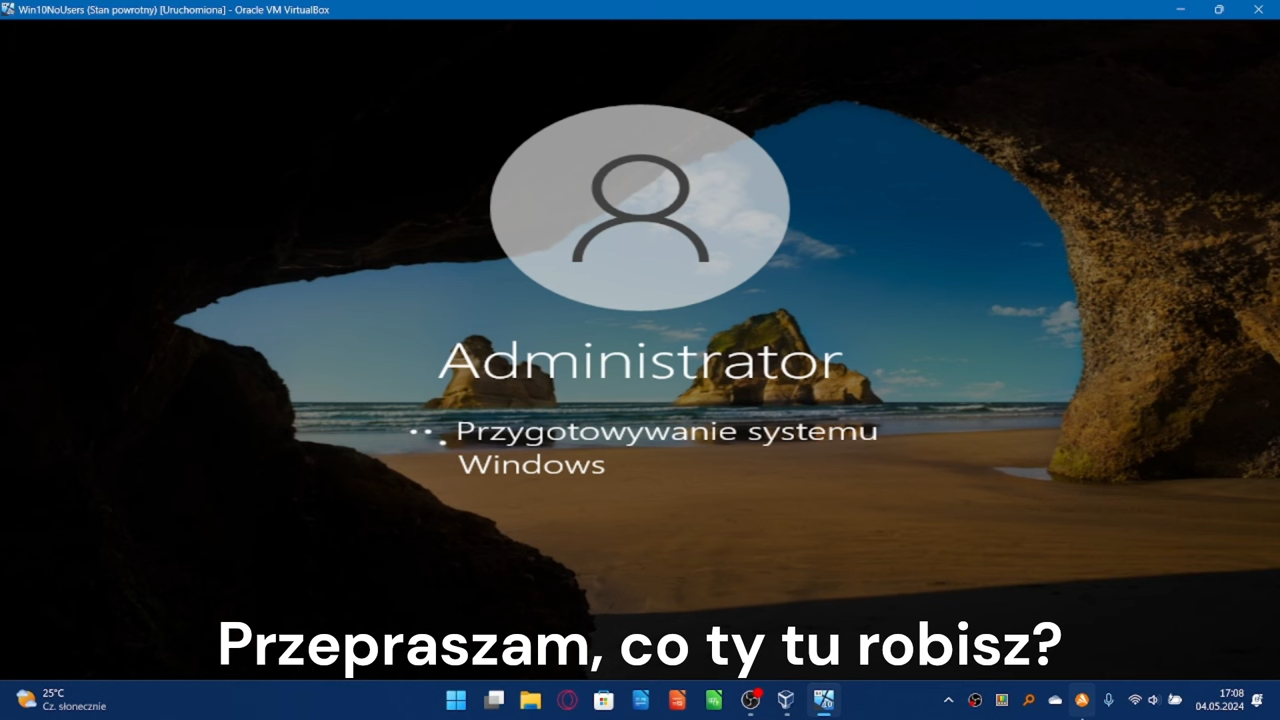 Win10NoUsers (Stan powrotny) [Uruchomiona] - Oracle VM VirtualBox
Administrator
Przygotowywanie systemu
Windows
Przepraszam, co ty tu robisz?
25°C
Cz. słonecznie
17:08
04.05.2024